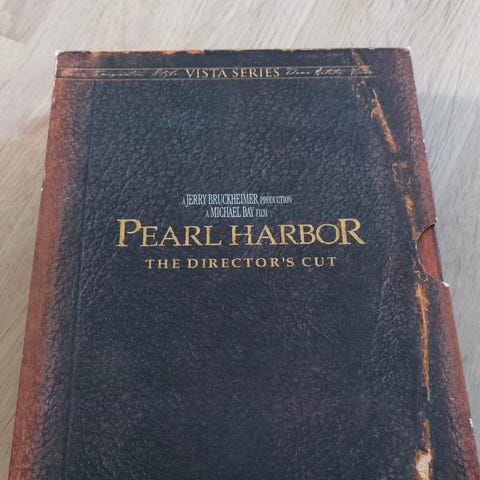 VISTA SERIES
A JERRY BRUCKHEIMER PRODUCTION
A MICHAEL BAY FILM
PEARL HARBOR
THE DIRECTOR'S CUT